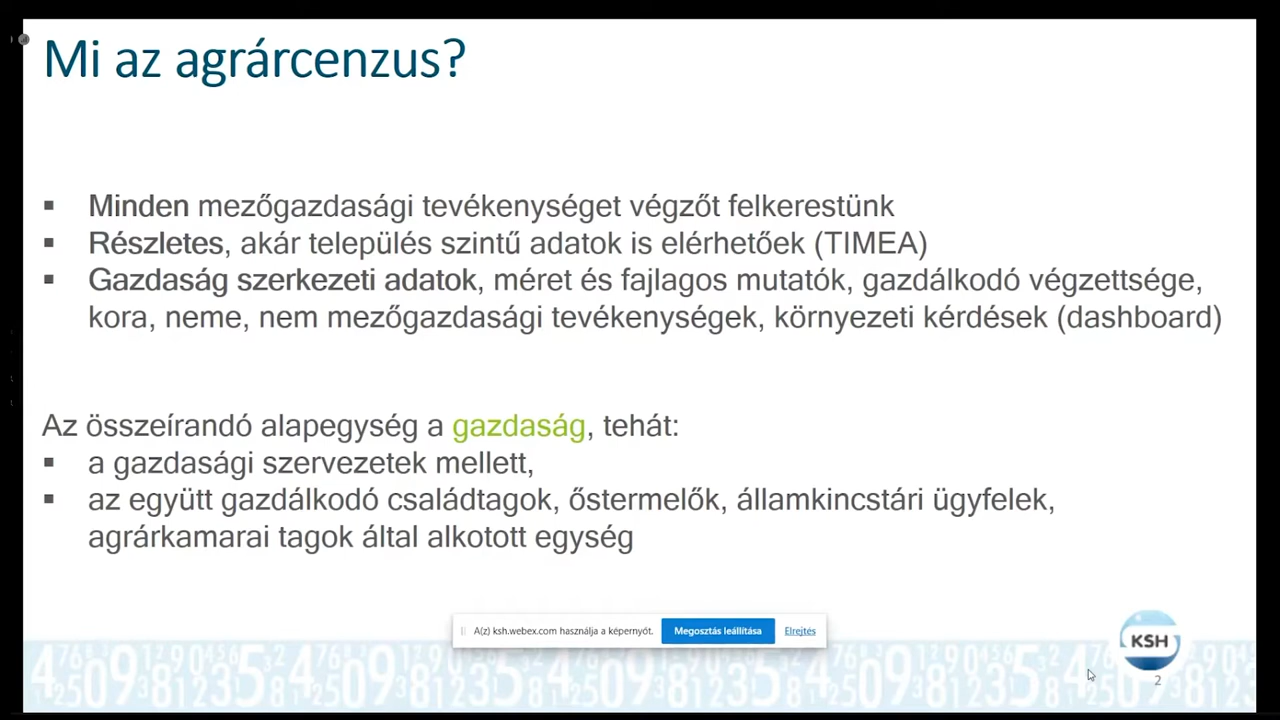 Mi az agrárcenzus?
▪ Minden mezőgazdasági tevékenységet végzőt felkerestünk
▪ Részletes, akár település szintű adatok is elérhetőek (TIMEA)
▪ Gazdaság szerkezeti adatok, méret és fajlagos mutatók, gazdálkodó végzettsége,
kora, neme, nem mezőgazdasági tevékenységek, környezeti kérdések (dashboard)
Az összeírandó alapegység a gazdaság, tehát:
▪ a gazdasági szervezetek mellett,
▪ az együtt gazdálkodó családtagok, őstermelők, államkincstári ügyfelek,
agrárkamarai tagok által alkotott egység
A(z) ksh.webex.com használja a képernyőt. Megosztás leállítása Elrejtés
KSH
2